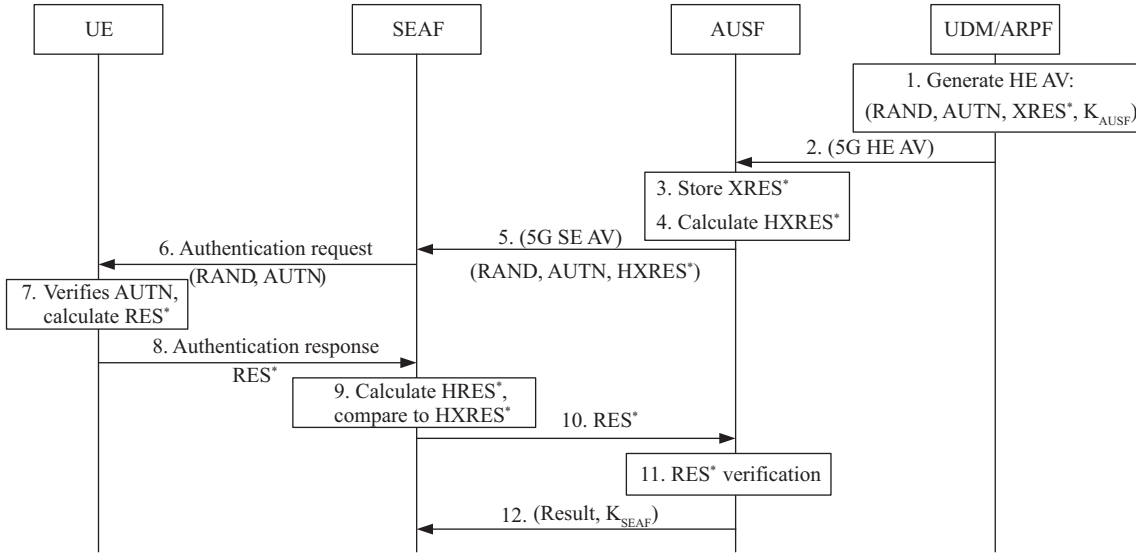 UE
SEAF
AUSF
UDM/ARPF
1. Generate HE AV:
(RAND, AUTN, XRES*, K_AUSF)
2. (5G HE AV)
3. Store XRES*
4. Calculate HXRES*
5. (5G SE AV)
(RAND, AUTN, HXRES*)
6. Authentication request
(RAND, AUTN)
7. Verifies AUTN,
calculate RES*
8. Authentication response
RES*
9. Calculate HRES*,
compare to HXRES*
10. RES*
11. RES* verification
12. (Result, K_SEAF)